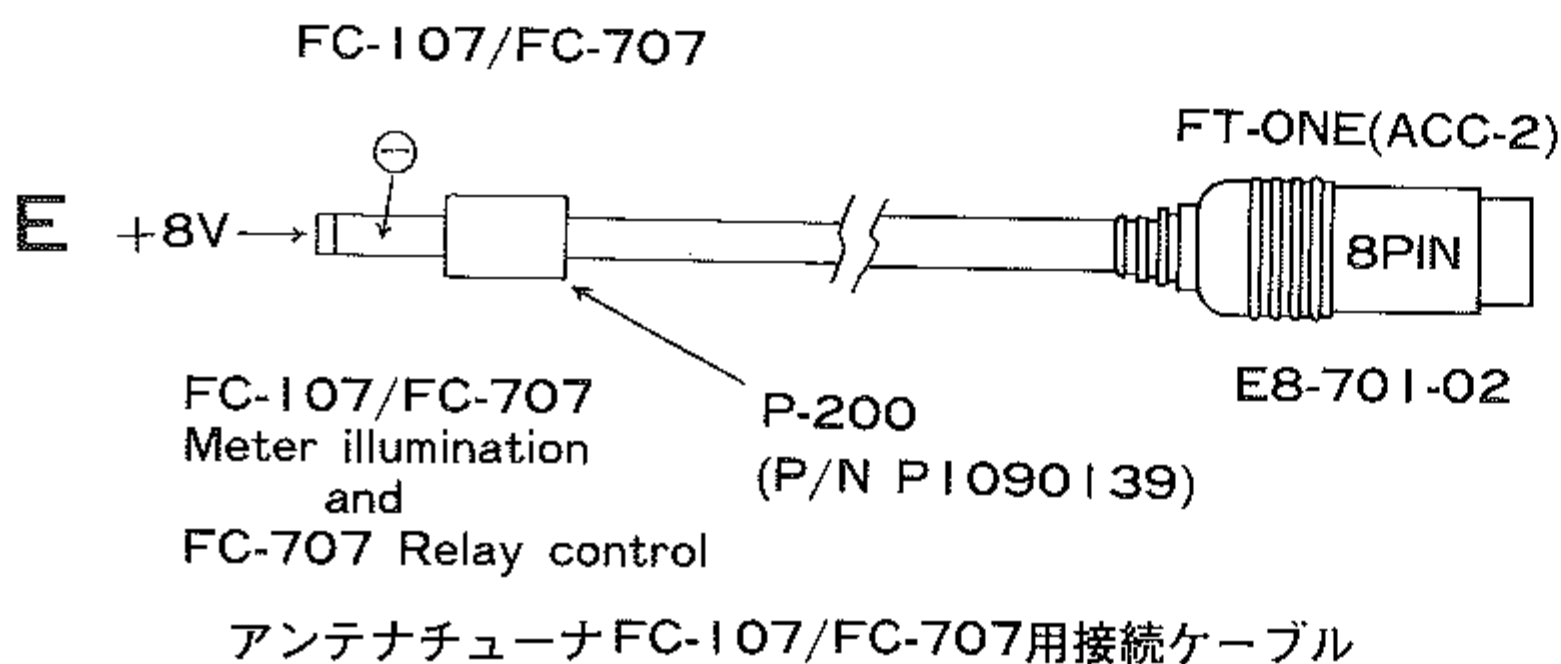 FC-107/FC-707
FT-ONE(ACC-2)
E +8V
⊖
8PIN
E8-701-02
FC-107/FC-707
Meter illumination
and
FC-707 Relay control
P-200
(P/N P1090139)
アンテナチューナFC-107/FC-707用接続ケーブル